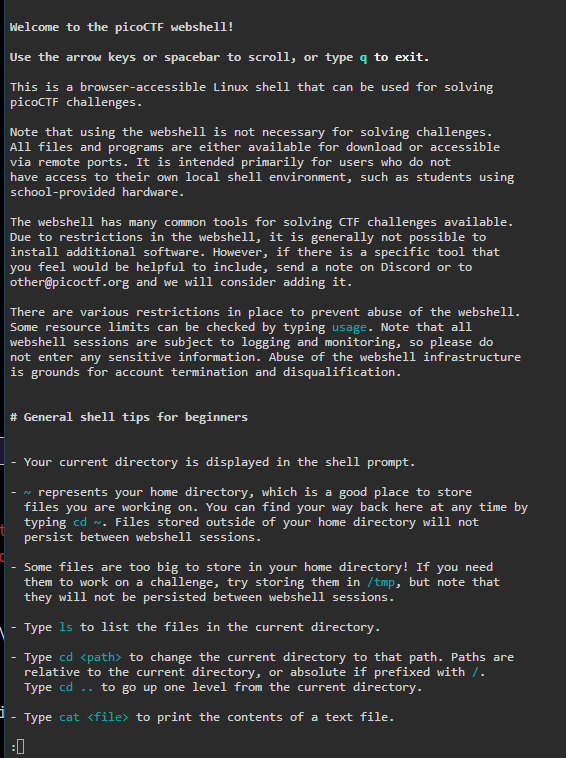 Welcome to the picoCTF webshell!
Use the arrow keys or spacebar to scroll, or type q to exit.
This is a browser-accessible Linux shell that can be used for solving
picoCTF challenges.
Note that using the webshell is not necessary for solving challenges.
All files and programs are either available for download or accessible
via remote ports. It is intended primarily for users who do not
have access to their own local shell environment, such as students using
school-provided hardware.
The webshell has many common tools for solving CTF challenges available.
Due to restrictions in the webshell, it is generally not possible to
install additional software. However, if there is a specific tool that
you feel would be helpful to include, send a note on Discord or to
other@picoctf.org and we will consider adding it.
There are various restrictions in place to prevent abuse of the webshell.
Some resource limits can be checked by typing usage. Note that all
webshell sessions are subject to logging and monitoring, so please do
not enter any sensitive information. Abuse of the webshell infrastructure
is grounds for account termination and disqualification.
# General shell tips for beginners
- Your current directory is displayed in the shell prompt.
- ~ represents your home directory, which is a good place to store
files you are working on. You can find your way back here at any time by
typing cd ~. Files stored outside of your home directory will not
persist between webshell sessions.
- Some files are too big to store in your home directory! If you need
them to work on a challenge, try storing them in /tmp, but note that
they will not be persisted between webshell sessions.
- Type ls to list the files in the current directory.
- Type cd <path> to change the current directory to that path. Paths are
relative to the current directory, or absolute if prefixed with /.
Type cd .. to go up one level from the current directory.
- Type cat <file> to print the contents of a text file.
: